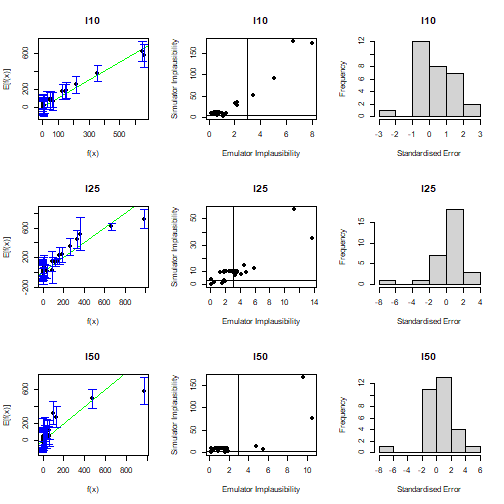 I10
I10
I10
E[f(x)]
0 200 600
0 100 300 500
f(x)
Simulator Implausibility
0 50 100 150
0 2 4 6 8
Emulator Implausibility
Frequency
0 2 4 6 8 12
-3 -2 -1 0 1 2 3
Standardised Error
I25
I25
I25
E[f(x)]
-200 200 600
0 200 400 600 800
f(x)
Simulator Implausibility
0 10 20 30 40 50
0 2 4 6 8 10 12 14
Emulator Implausibility
Frequency
0 5 10 15
-8 -6 -4 -2 0 2 4
Standardised Error
I50
I50
I50
E[f(x)]
0 200 400 600
0 200 400 600 800
f(x)
Simulator Implausibility
0 50 100 150
0 2 4 6 8 10
Emulator Implausibility
Frequency
0 2 4 6 8 12
-8 -6 -4 -2 0 2 4 6
Standardised Error